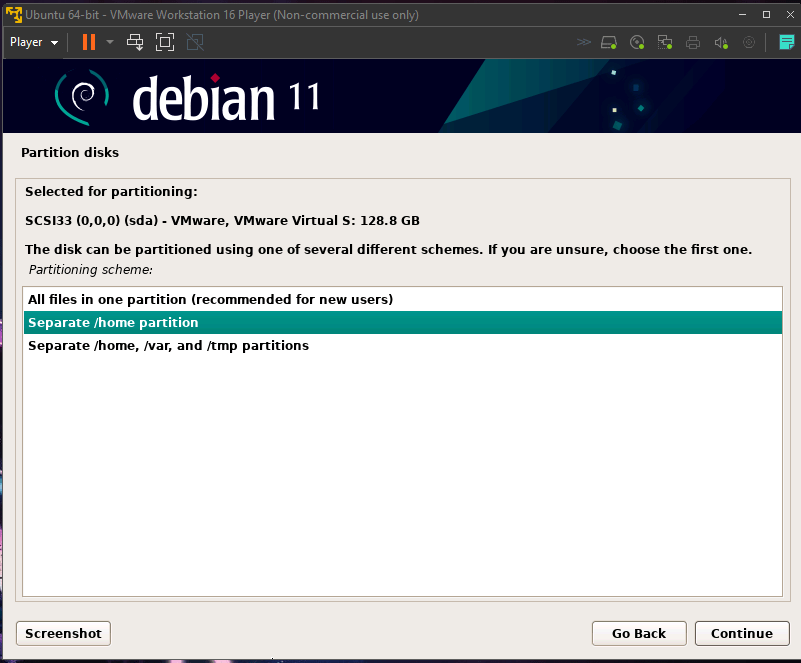 Ubuntu 64-bit - VMware Workstation 16 Player (Non-commercial use only)
Player
debian 11
Partition disks
Selected for partitioning:
SCSI33 (0,0,0) (sda) - VMware, VMware Virtual S: 128.8 GB
The disk can be partitioned using one of several different schemes. If you are unsure, choose the first one.
Partitioning scheme:
All files in one partition (recommended for new users)
Separate /home partition
Separate /home, /var, and /tmp partitions
Screenshot
Go Back
Continue